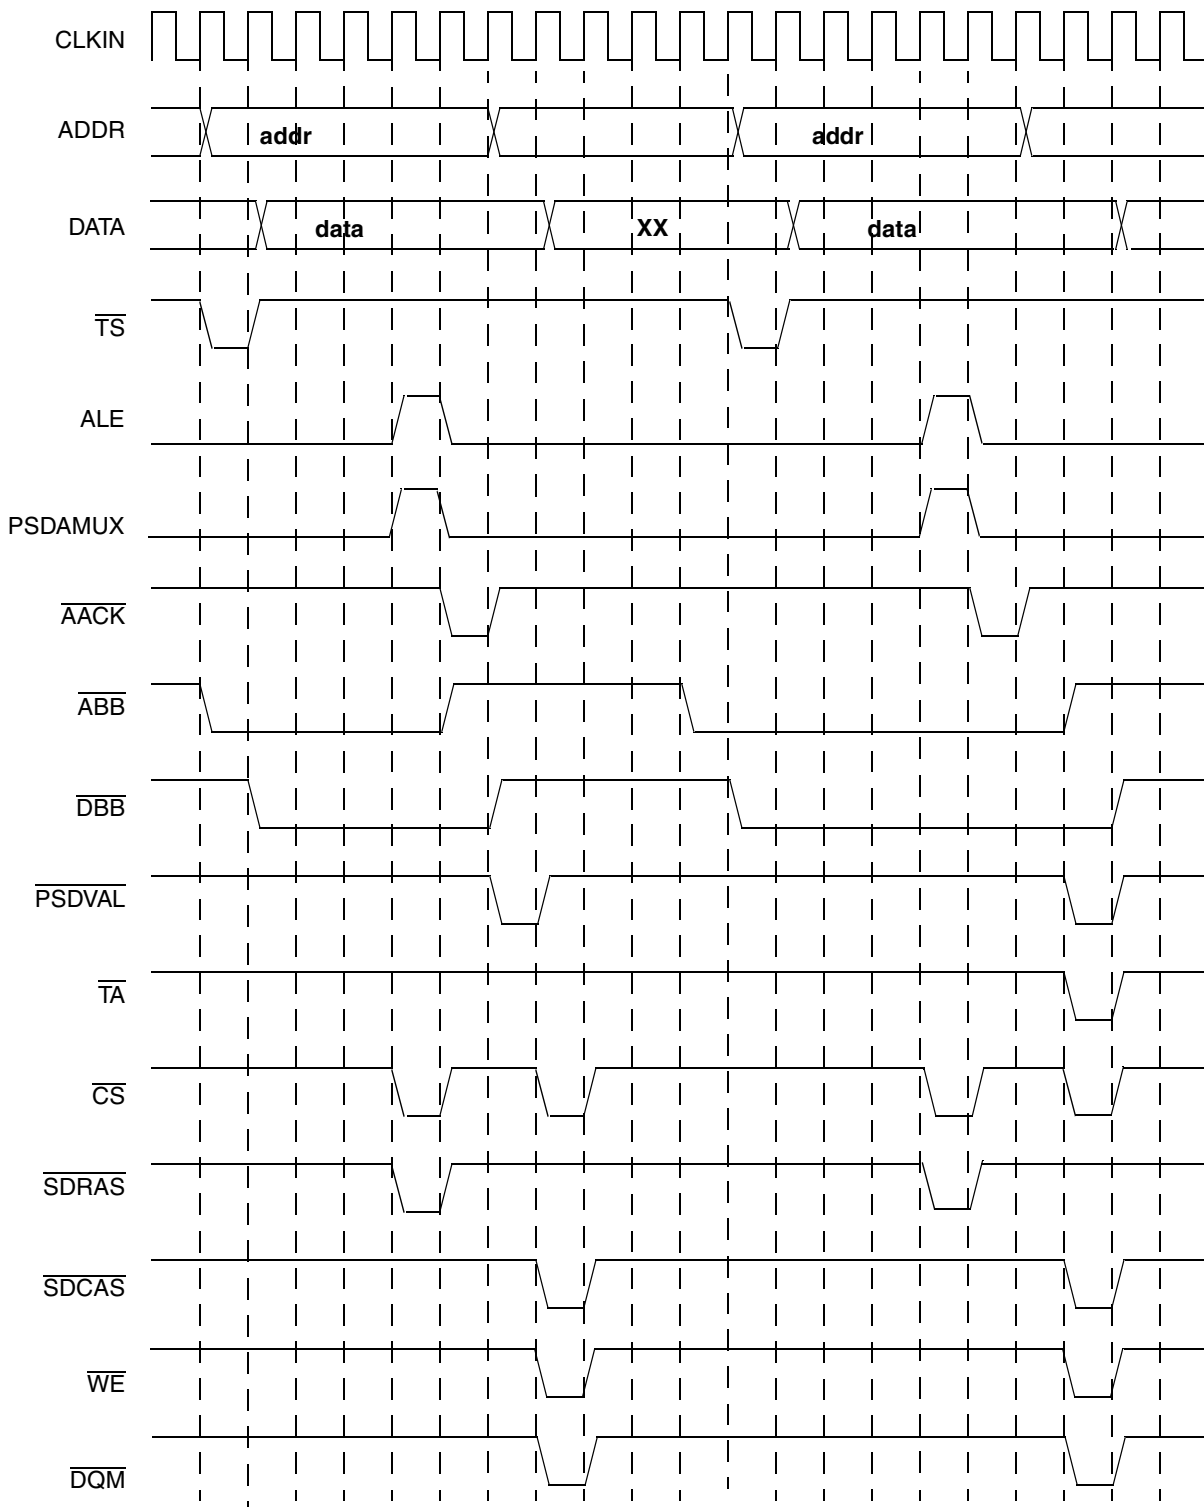 CLKIN
ADDR addr addr
DATA data XX data
TS
ALE
PSDAMUX
AACK
ABB
DBB
PSDVAL
TA
CS
SDRAS
SDCAS
WE
DQM